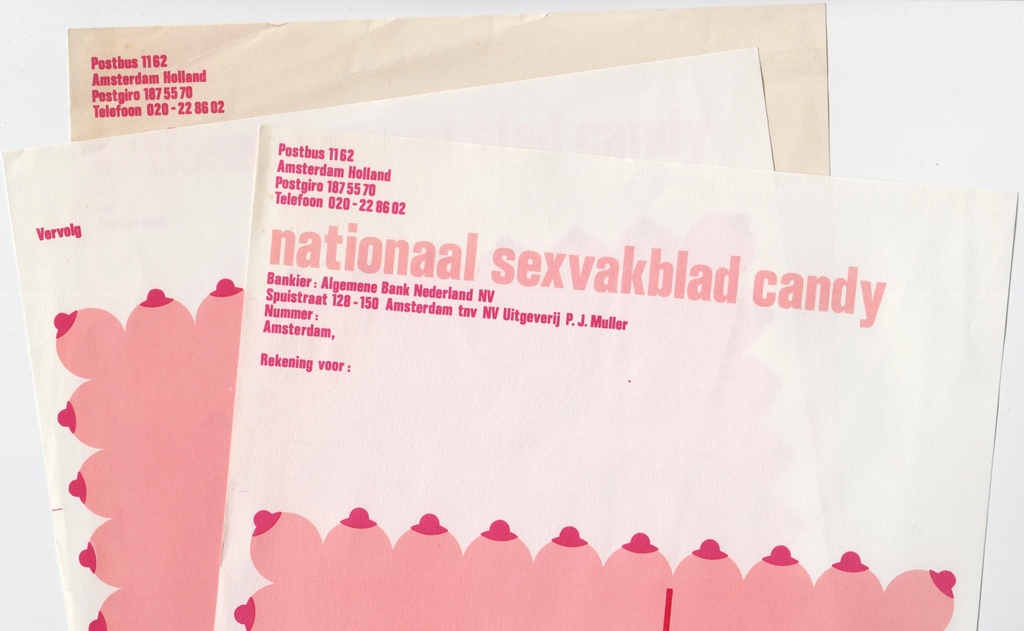 Postbus 1162
Amsterdam Holland
Postgiro 187 55 70
Telefoon 020-22 86 02
Vervolg
Postbus 1162
Amsterdam Holland
Postgiro 187 55 70
Telefoon 020-22 86 02
nationaal sexvakblad candy
Bankier: Algemene Bank Nederland NV
Spuistraat 128-150 Amsterdam tnv NV Uitgeverij P. J. Muller
Nummer:
Amsterdam,
Rekening voor: